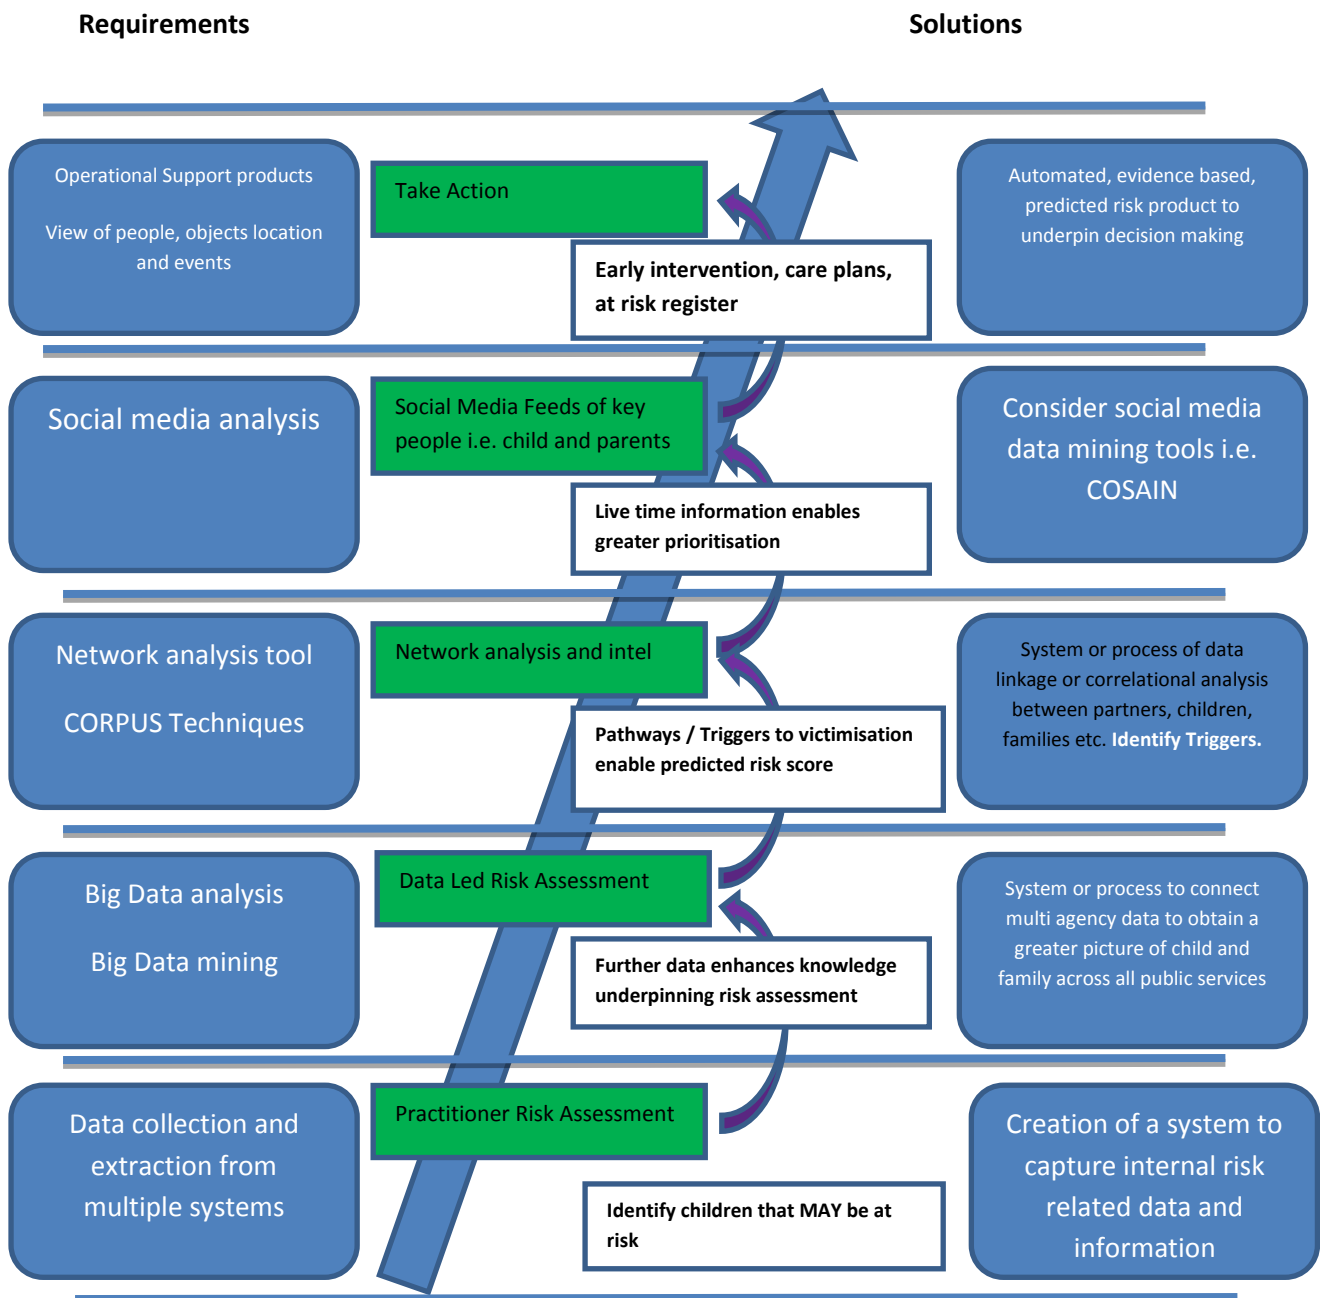 Requirements
Solutions
Operational Support products
View of people, objects location
and events
Take Action
Automated, evidence based,
predicted risk product to
underpin decision making
Early intervention, care plans,
at risk register
Social media analysis
Social Media Feeds of key
people i.e. child and parents
Consider social media
data mining tools i.e.
COSAIN
Live time information enables
greater prioritisation
Network analysis tool
CORPUS Techniques
Network analysis and intel
System or process of data
linkage or correlational analysis
between partners, children,
families etc. Identify Triggers.
Pathways / Triggers to victimisation
enable predicted risk score
Big Data analysis
Big Data mining
Data Led Risk Assessment
System or process to connect
multi agency data to obtain a
greater picture of child and
family across all public services
Further data enhances knowledge
underpinning risk assessment
Data collection and
extraction from
multiple systems
Practitioner Risk Assessment
Creation of a system to
capture internal risk
related data and
information
Identify children that MAY be at
risk